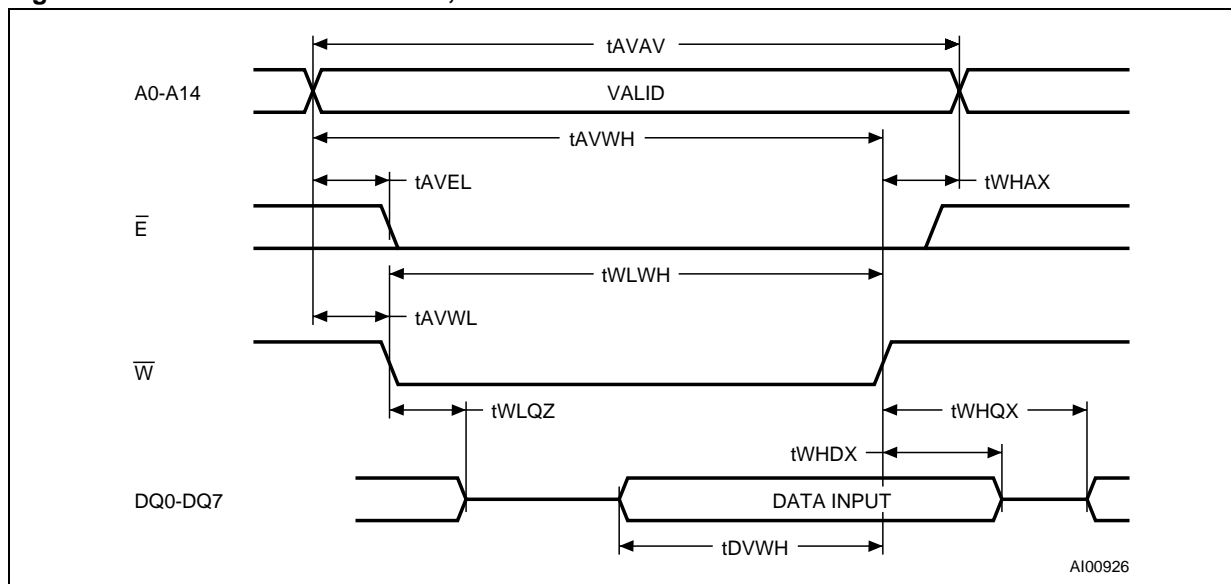 tAVAV
A0-A14
VALID
tAVWH
tAVEL
tWHAX
E̅
tWLWH
tAVWL
W̅
tWLQZ
tWHQX
tWHDX
DQ0-DQ7
DATA INPUT
tDVWH
AI00926